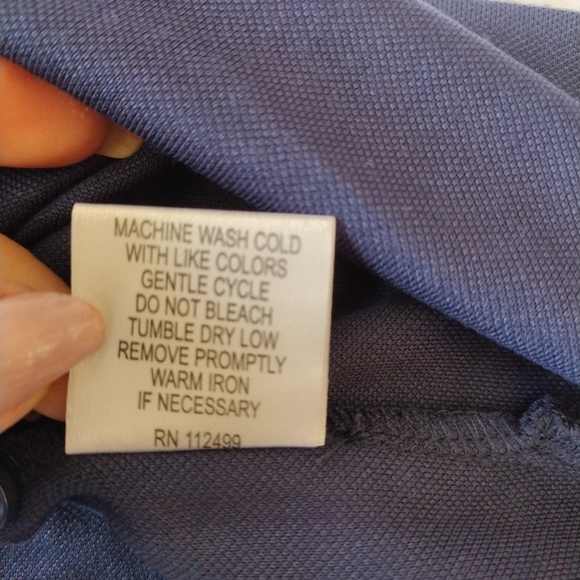 MACHINE WASH COLD
WITH LIKE COLORS
GENTLE CYCLE
DO NOT BLEACH
TUMBLE DRY LOW
REMOVE PROMPTLY
WARM IRON
IF NECESSARY
RN 112499